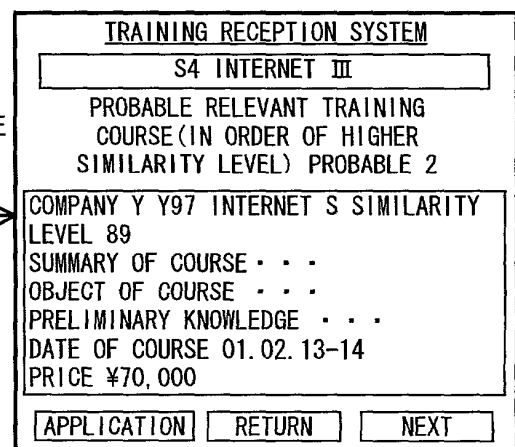 TRAINING RECEPTION SYSTEM
S4 INTERNET Ⅲ
PROBABLE RELEVANT TRAINING
COURSE(IN ORDER OF HIGHER
SIMILARITY LEVEL) PROBABLE 2
E
COMPANY Y Y97 INTERNET S SIMILARITY
LEVEL 89
SUMMARY OF COURSE・・・
OBJECT OF COURSE ・・・
PRELIMINARY KNOWLEDGE ・・・
DATE OF COURSE 01.02.13-14
PRICE ¥70,000
APPLICATION RETURN NEXT